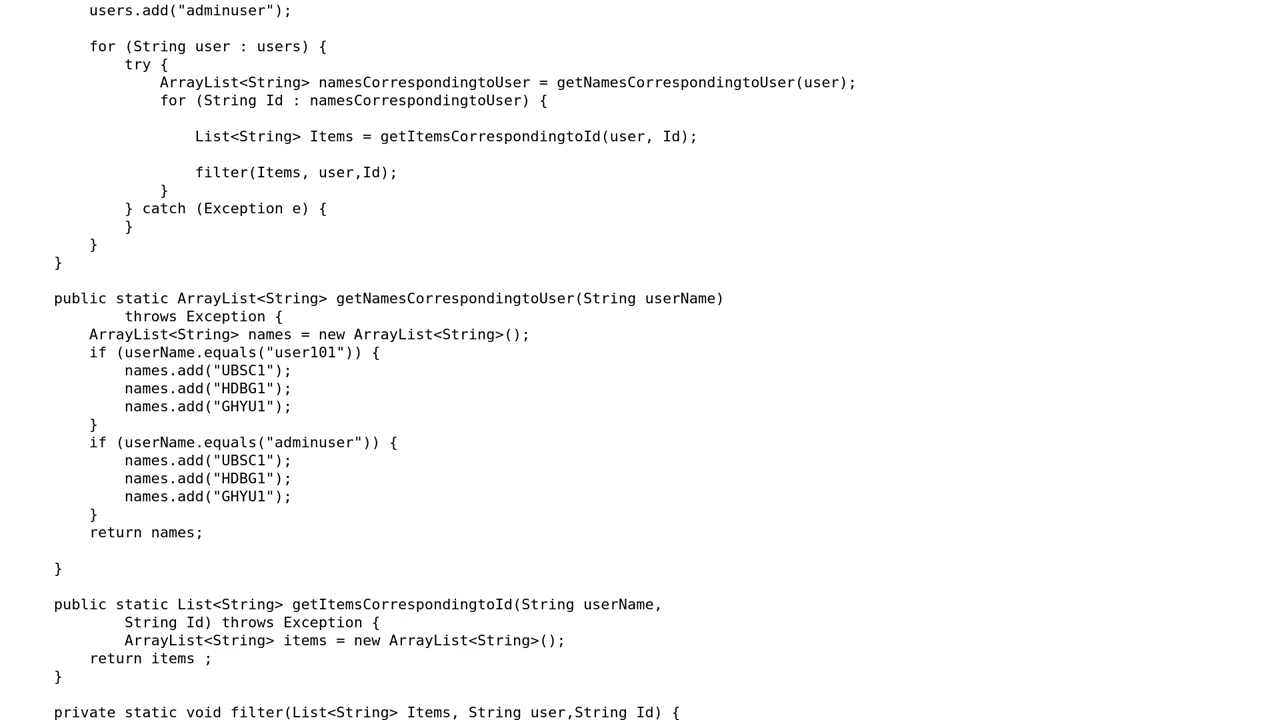 users.add("adminuser");
for (String user : users) {
try {
ArrayList<String> namesCorrespondingtoUser = getNamesCorrespondingtoUser(user);
for (String Id : namesCorrespondingtoUser) {
List<String> Items = getItemsCorrespondingtoId(user, Id);
filter(Items, user,Id);
}
} catch (Exception e) {
}
}
}
public static ArrayList<String> getNamesCorrespondingtoUser(String userName)
throws Exception {
ArrayList<String> names = new ArrayList<String>();
if (userName.equals("user101")) {
names.add("UBSC1");
names.add("HDBG1");
names.add("GHYU1");
}
if (userName.equals("adminuser")) {
names.add("UBSC1");
names.add("HDBG1");
names.add("GHYU1");
}
return names;
}
public static List<String> getItemsCorrespondingtoId(String userName,
String Id) throws Exception {
ArrayList<String> items = new ArrayList<String>();
return items ;
}
private static void filter(List<String> Items, String user,String Id) {